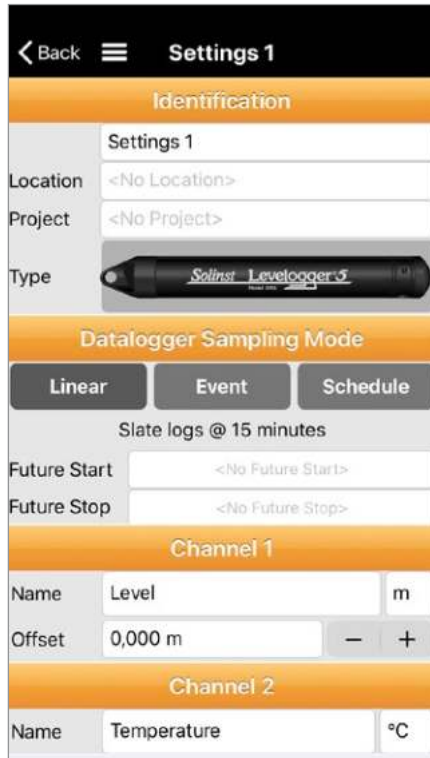 Back Settings 1
Identification
Settings 1
Location <No Location>
Project <No Project>
Type Solinst Levelogger 5
Datalogger Sampling Mode
Linear Event Schedule
Slate logs @ 15 minutes
Future Start <No Future Start>
Future Stop <No Future Stop>
Channel 1
Name Level m
Offset 0,000 m − +
Channel 2
Name Temperature °C